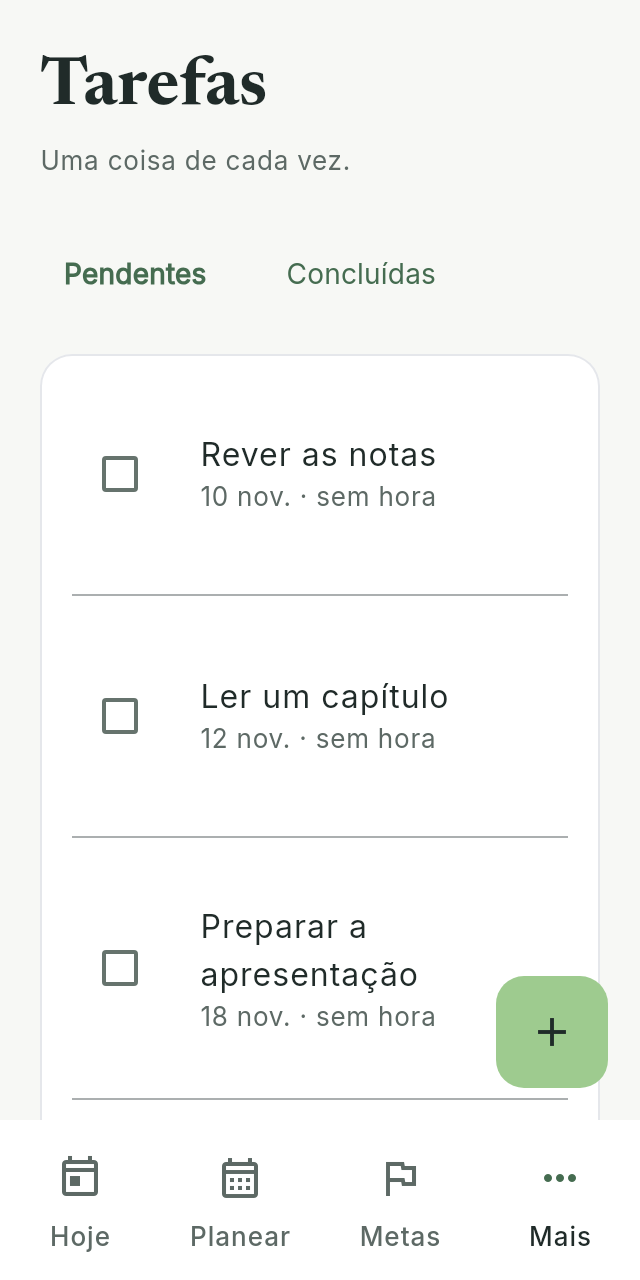 Tarefas
Uma coisa de cada vez.
Pendentes
Concluídas
Rever as notas
10 nov. · sem hora
Ler um capítulo
12 nov. · sem hora
Preparar a
apresentação
18 nov. · sem hora
Hoje
Planear
Metas
Mais